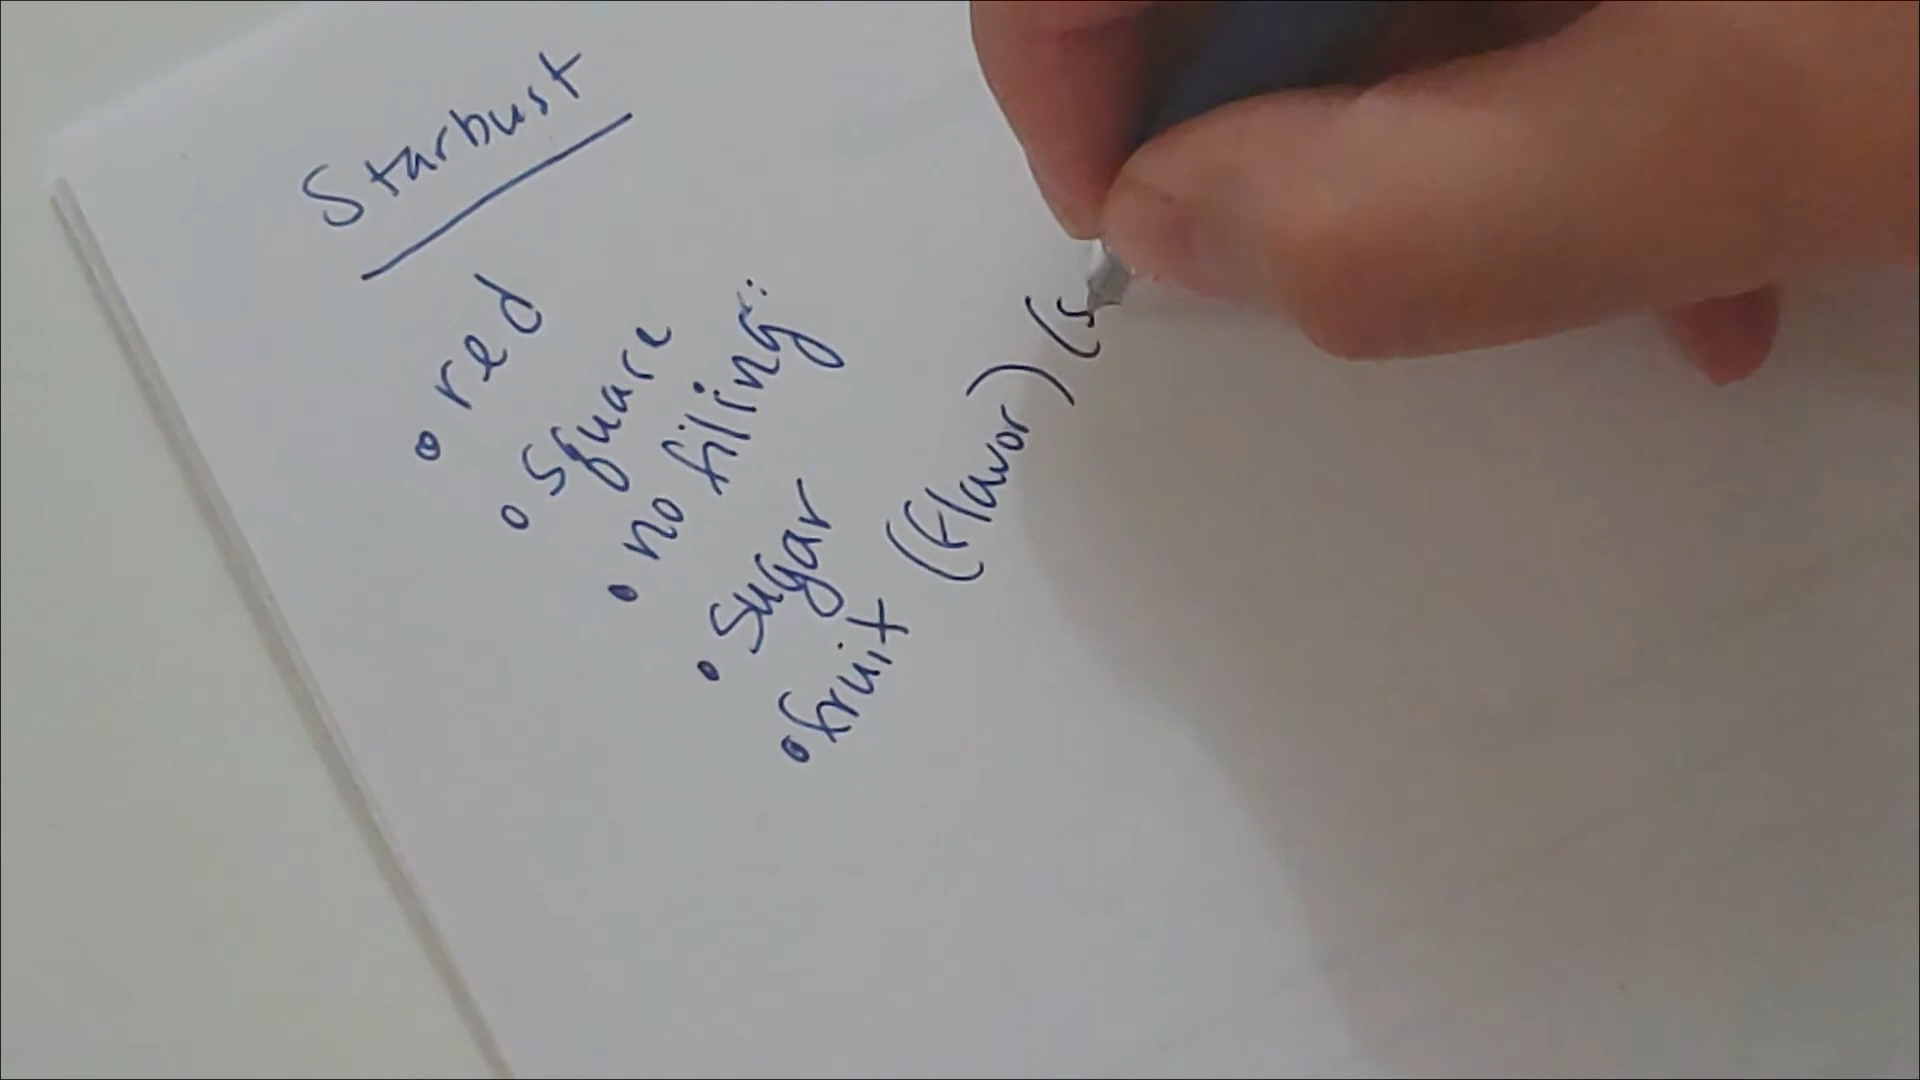 Starbust
• red
• square
• no filing:
• sugar
• fruit (flavor) (s